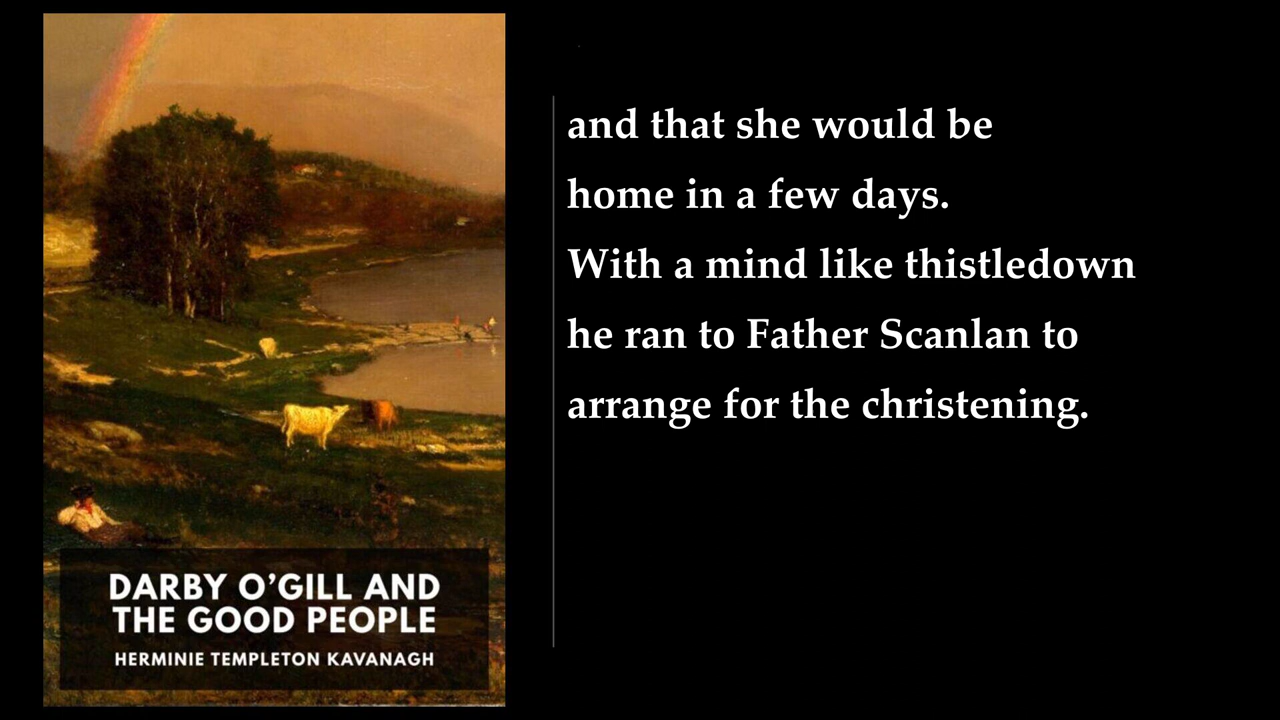 DARBY O’GILL AND
THE GOOD PEOPLE
HERMINIE TEMPLETON KAVANAGH
and that she would be
home in a few days.
With a mind like thistledown
he ran to Father Scanlan to
arrange for the christening.